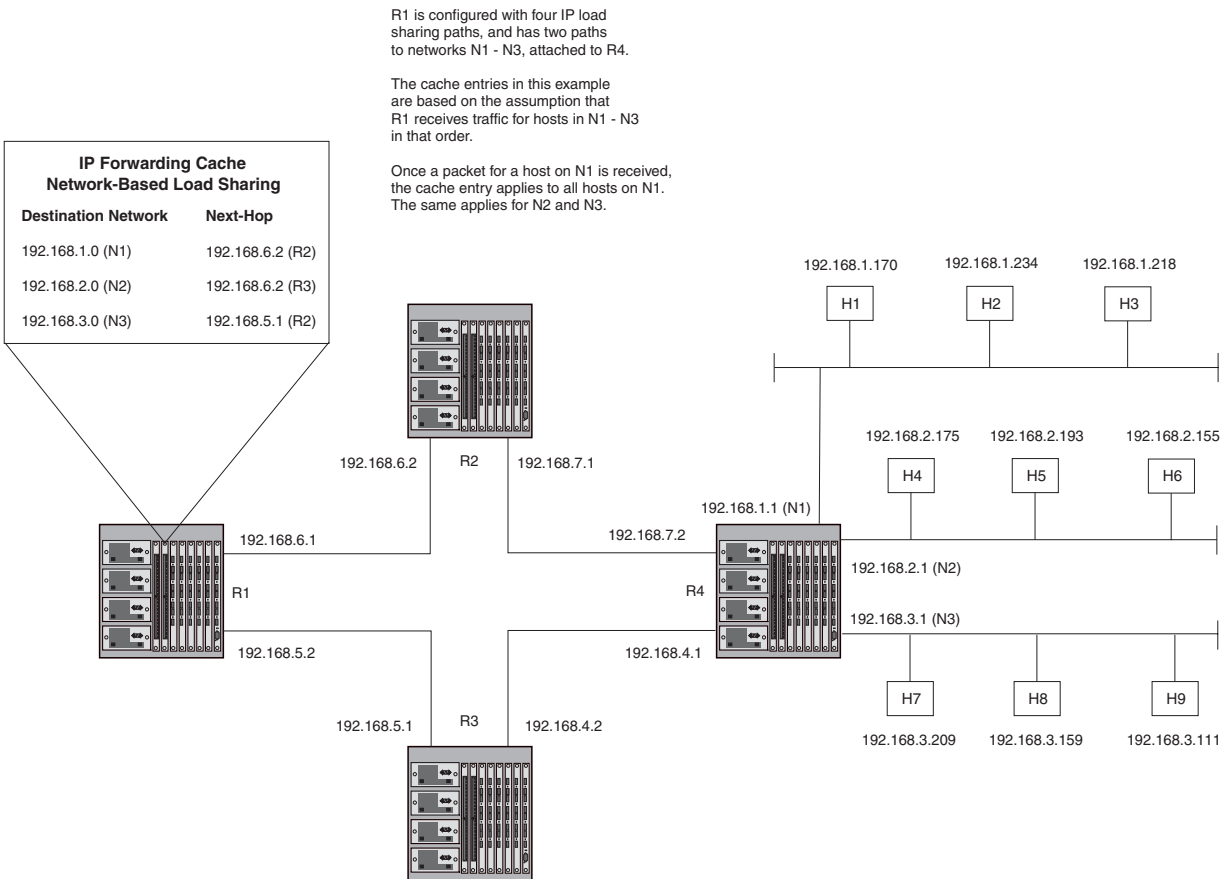 R1 is configured with four IP load
sharing paths, and has two paths
to networks N1 - N3, attached to R4.
The cache entries in this example
are based on the assumption that
R1 receives traffic for hosts in N1 - N3
in that order.
Once a packet for a host on N1 is received,
the cache entry applies to all hosts on N1.
The same applies for N2 and N3.
IP Forwarding Cache
Network-Based Load Sharing
Destination Network Next-Hop
192.168.1.0 (N1) 192.168.6.2 (R2)
192.168.2.0 (N2) 192.168.6.2 (R3)
192.168.3.0 (N3) 192.168.5.1 (R2)
192.168.1.170 192.168.1.234 192.168.1.218
H1 H2 H3
192.168.2.175 192.168.2.193 192.168.2.155
H4 H5 H6
192.168.6.2 R2 192.168.7.1
192.168.1.1 (N1)
192.168.6.1 192.168.7.2
192.168.2.1 (N2)
R1 R4
192.168.3.1 (N3)
192.168.5.2 192.168.4.1
H7 H8 H9
192.168.5.1 R3 192.168.4.2
192.168.3.209 192.168.3.159 192.168.3.111